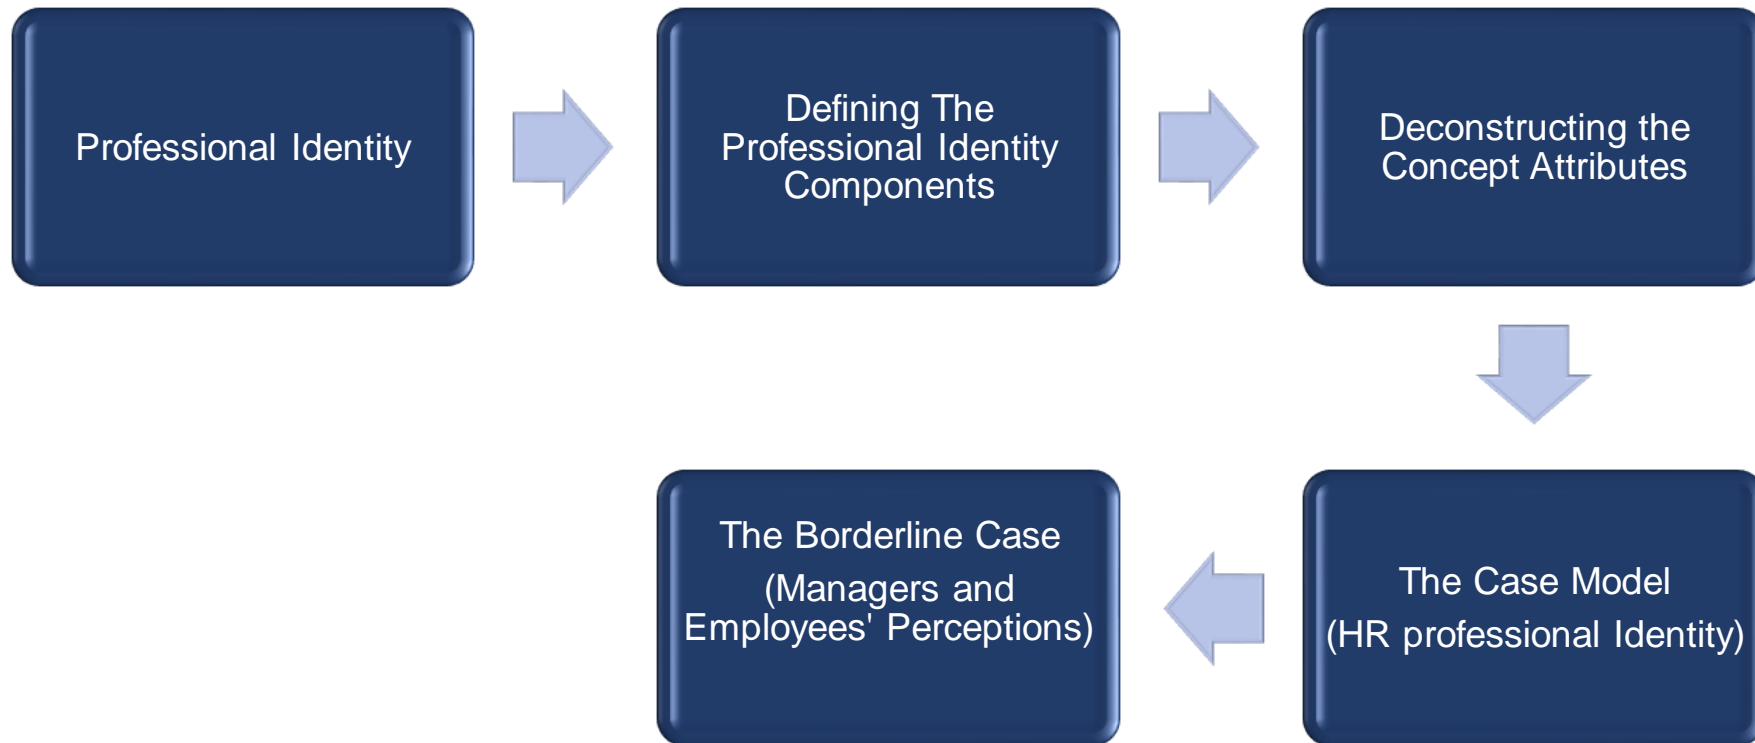 Professional Identity
Defining The
Professional Identity
Components
Deconstructing the
Concept Attributes
The Case Model
(HR professional Identity)
The Borderline Case
(Managers and
Employees' Perceptions)